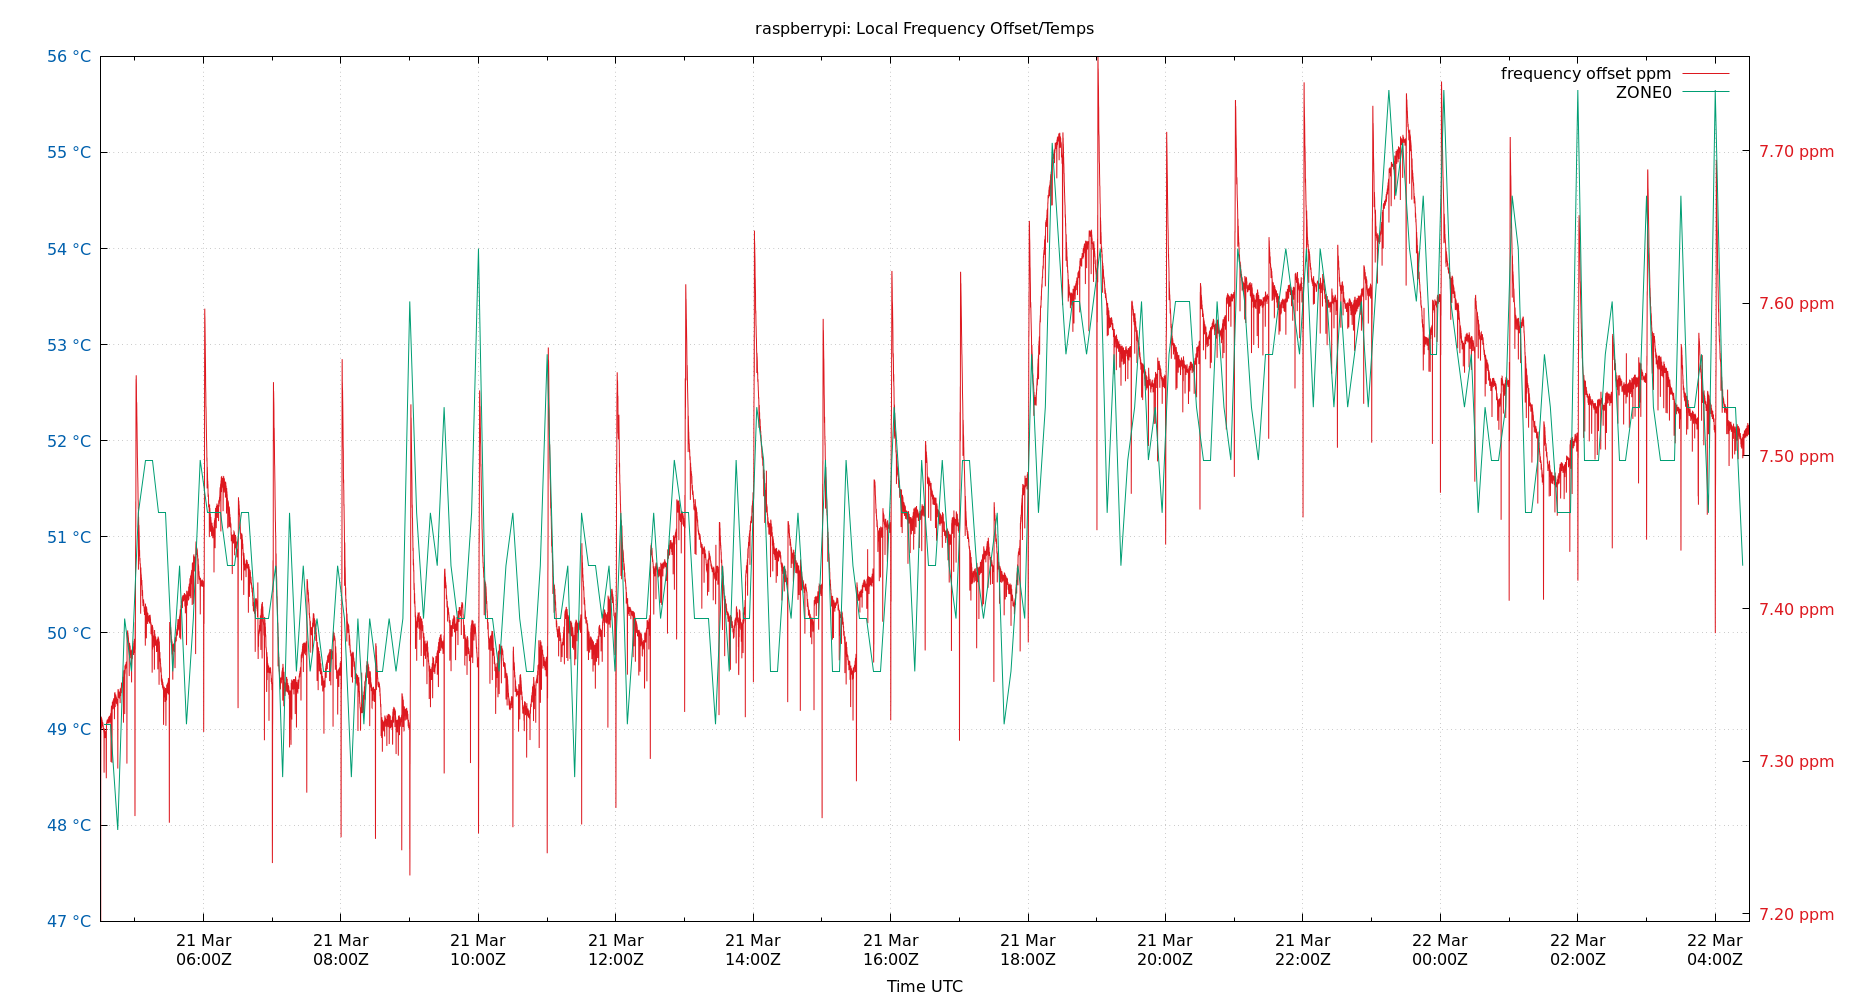 raspberrypi: Local Frequency Offset/Temps
56 °C
55 °C
54 °C
53 °C
52 °C
51 °C
50 °C
49 °C
48 °C
47 °C
frequency offset ppm
ZONE0
7.70 ppm
7.60 ppm
7.50 ppm
7.40 ppm
7.30 ppm
7.20 ppm
21 Mar 21 Mar 21 Mar 21 Mar 21 Mar 21 Mar 21 Mar 21 Mar 21 Mar 22 Mar 22 Mar 22 Mar
06:00Z 08:00Z 10:00Z 12:00Z 14:00Z 16:00Z 18:00Z 20:00Z 22:00Z 00:00Z 02:00Z 04:00Z
Time UTC